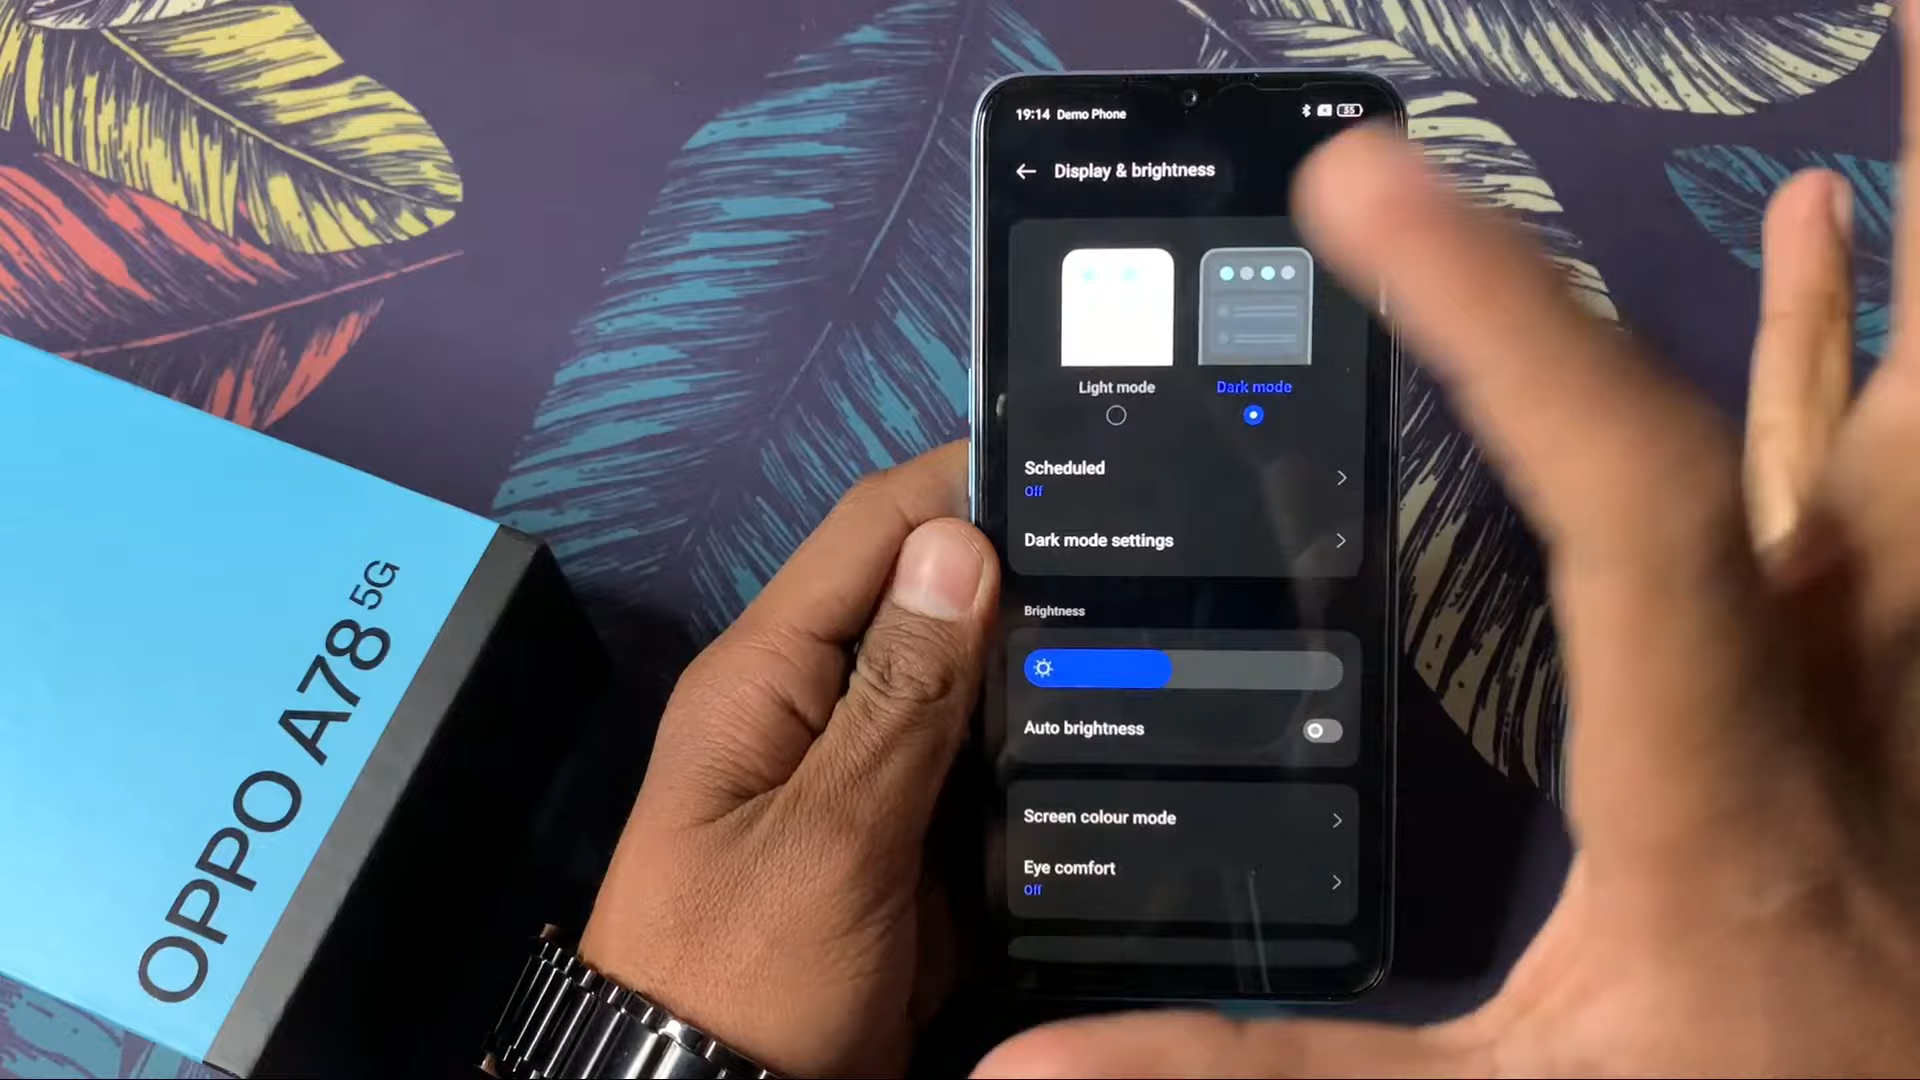 19:14 Demo Phone
55
Display & brightness
Light mode
Dark mode
Scheduled
Off
Dark mode settings
Brightness
Auto brightness
Screen colour mode
Eye comfort
Off
OPPO A78 5G